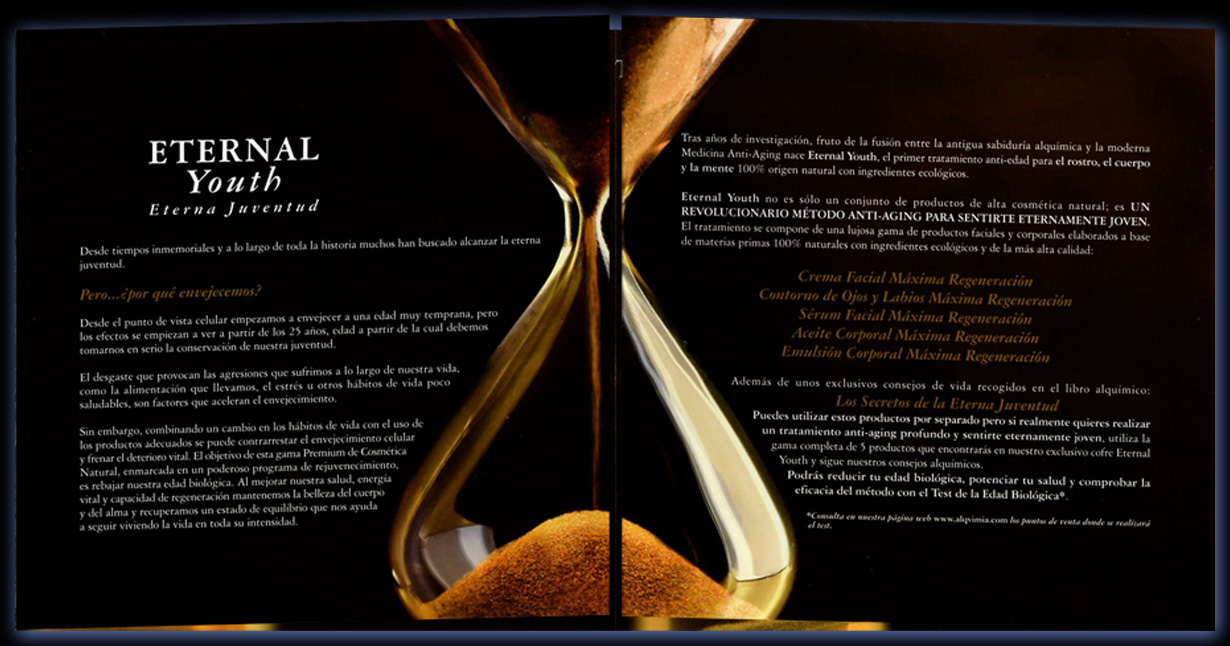 ETERNAL
Youth
Eterna Juventud
Desde tiempos inmemoriales y a lo largo de toda la historia muchos han buscado alcanzar la eterna
juventud.
Pero...¿por qué envejecemos?
Desde el punto de vista celular empezamos a envejecer a una edad muy temprana, pero
los efectos se empiezan a ver a partir de los 25 años, edad a partir de la cual debemos
tomarnos en serio la conservación de nuestra juventud.
El desgaste que provocan las agresiones que sufrimos a lo largo de nuestra vida,
como la alimentación que llevamos, el estrés u otros hábitos de vida poco
saludables, son factores que aceleran el envejecimiento.
Sin embargo, combinando un cambio en los hábitos de vida con el uso de
los productos adecuados se puede contrarrestar el envejecimiento celular
y frenar el deterioro vital. El objetivo de esta gama Premium de Cosmética
Natural, enmarcada en un poderoso programa de rejuvenecimiento,
es rebajar nuestra edad biológica. Al mejorar nuestra salud, energía
vital y capacidad de regeneración mantenemos la belleza del cuerpo
y del alma y recuperamos un estado de equilibrio que nos ayuda
a seguir viviendo la vida en toda su intensidad.
Tras años de investigación, fruto de la fusión entre la antigua sabiduría alquímica y la moderna
Medicina Anti-Aging nace Eternal Youth, el primer tratamiento anti-edad para el rostro, el cuerpo
y la mente 100% origen natural con ingredientes ecológicos.
Eternal Youth no es sólo un conjunto de productos de alta cosmética natural; es UN
REVOLUCIONARIO MÉTODO ANTI-AGING PARA SENTIRTE ETERNAMENTE JOVEN.
El tratamiento se compone de una lujosa gama de productos faciales y corporales elaborados a base
de materias primas 100% naturales con ingredientes ecológicos y de la más alta calidad:
Crema Facial Máxima Regeneración
Contorno de Ojos y Labios Máxima Regeneración
Sérum Facial Máxima Regeneración
Aceite Corporal Máxima Regeneración
Emulsión Corporal Máxima Regeneración
Además de unos exclusivos consejos de vida recogidos en el libro alquímico:
Los Secretos de la Eterna Juventud
Puedes utilizar estos productos por separado pero si realmente quieres realizar
un tratamiento anti-aging profundo y sentirte eternamente joven, utiliza la
gama completa de 5 productos que encontrarás en nuestro exclusivo cofre Eternal
Youth y sigue nuestros consejos alquímicos.
Podrás reducir tu edad biológica, potenciar tu salud y comprobar la
eficacia del método con el Test de la Edad Biológica*.
*Consulta en nuestra página web www.alqvimia.com los puntos de venta donde se realizará
el test.